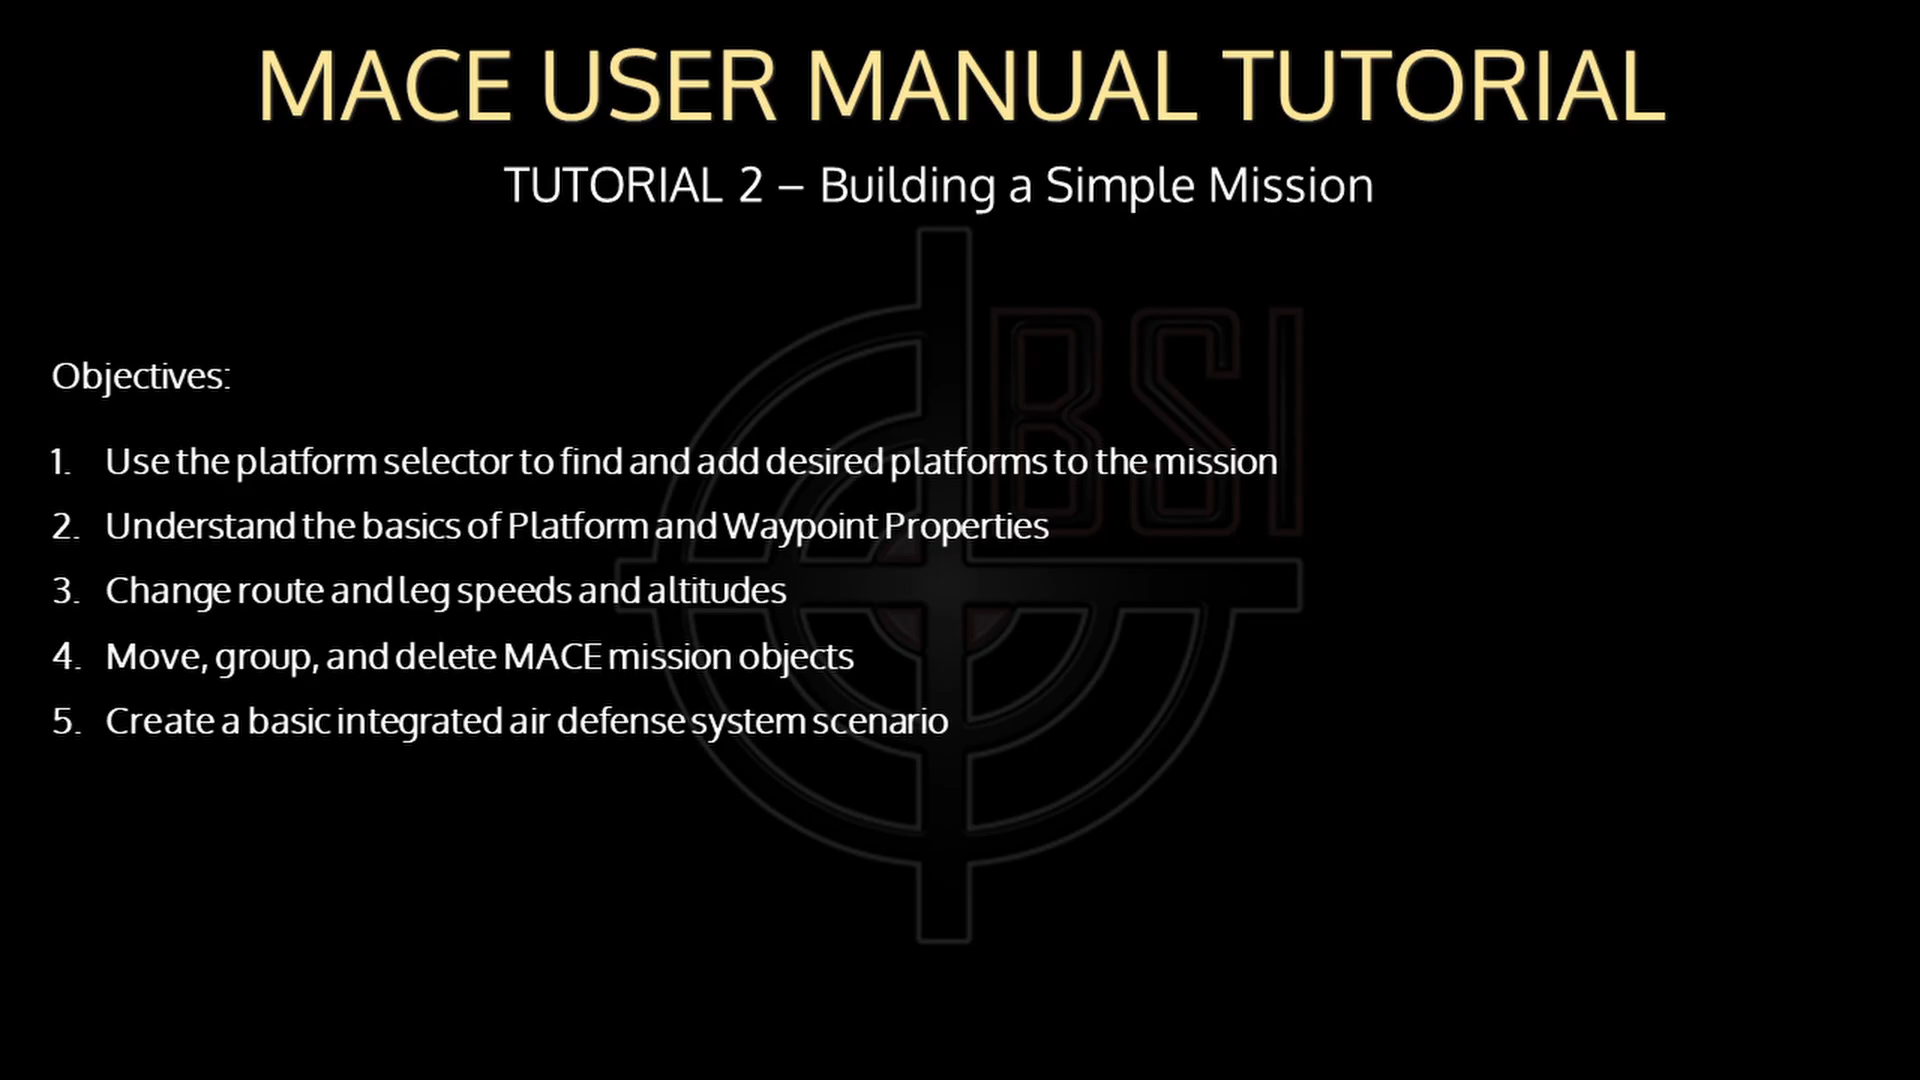 MACE USER MANUAL TUTORIAL
TUTORIAL 2 – Building a Simple Mission
BSI
Objectives:
1. Use the platform selector to find and add desired platforms to the mission
2. Understand the basics of Platform and Waypoint Properties
3. Change route and leg speeds and altitudes
4. Move, group, and delete MACE mission objects
5. Create a basic integrated air defense system scenario